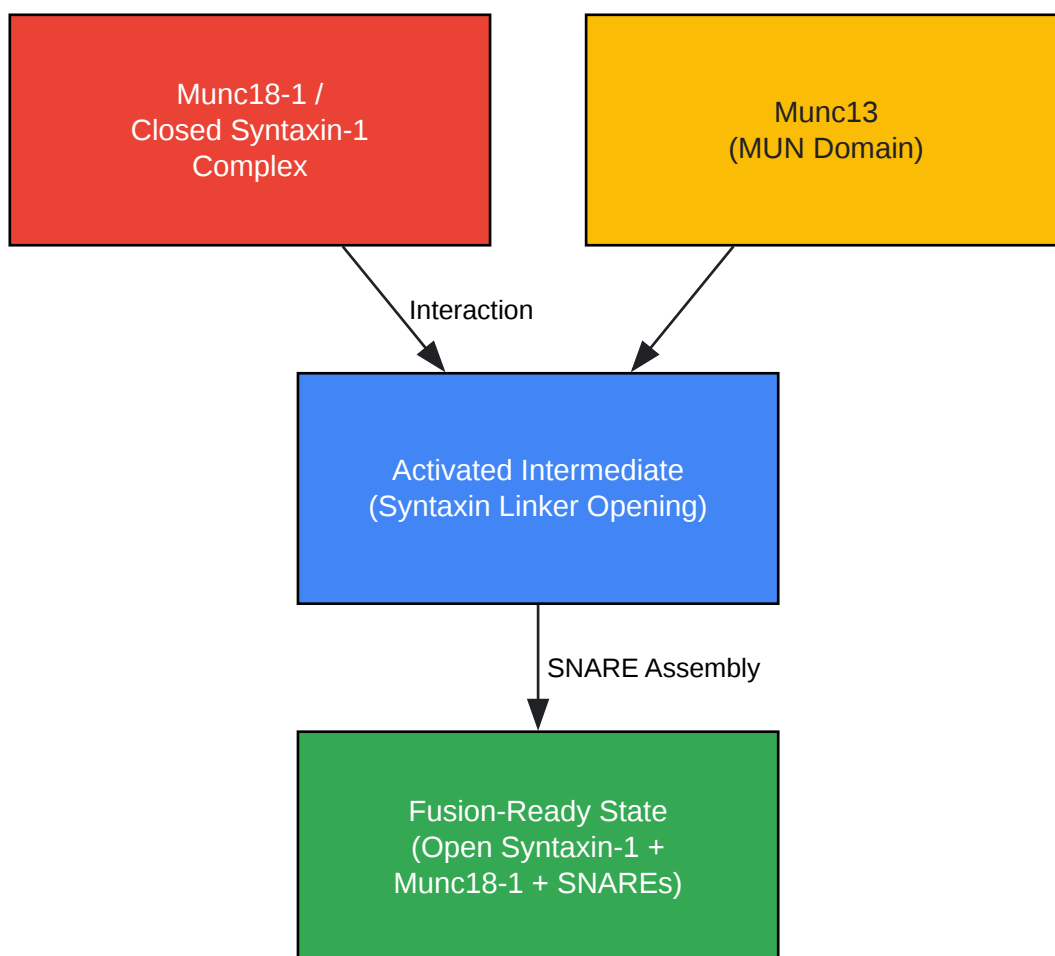 Munc18-1 /
Closed Syntaxin-1
Complex
Munc13
(MUN Domain)
Interaction
Activated Intermediate
(Syntaxin Linker Opening)
SNARE Assembly
Fusion-Ready State
(Open Syntaxin-1 +
Munc18-1 + SNAREs)